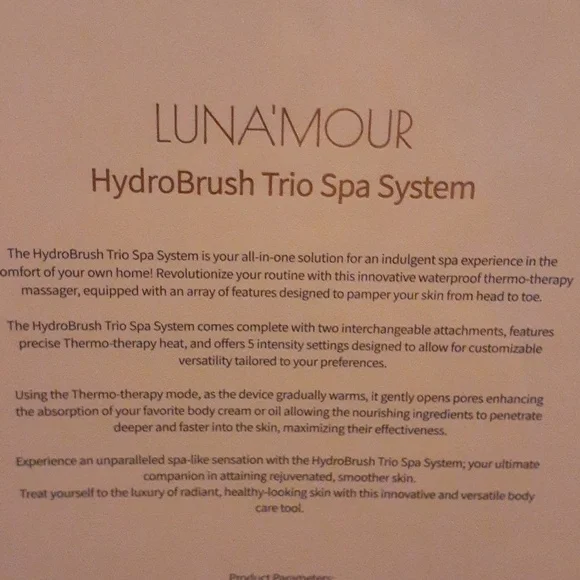 LUNA'MOUR
HydroBrush Trio Spa System
The HydroBrush Trio Spa System is your all-in-one solution for an indulgent spa experience in the
omfort of your own home! Revolutionize your routine with this innovative waterproof thermo-therapy
massager, equipped with an array of features designed to pamper your skin from head to toe.
The HydroBrush Trio Spa System comes complete with two interchangeable attachments, features
precise Thermo-therapy heat, and offers 5 intensity settings designed to allow for customizable
versatility tailored to your preferences.
Using the Thermo-therapy mode, as the device gradually warms, it gently opens pores enhancing
the absorption of your favorite body cream or oil allowing the nourishing ingredients to penetrate
deeper and faster into the skin, maximizing their effectiveness.
Experience an unparalleled spa-like sensation with the HydroBrush Trio Spa System; your ultimate
companion in attaining rejuvenated, smoother skin.
Treat yourself to the luxury of radiant, healthy-looking skin with this innovative and versatile body
care tool.
Product Parameters: